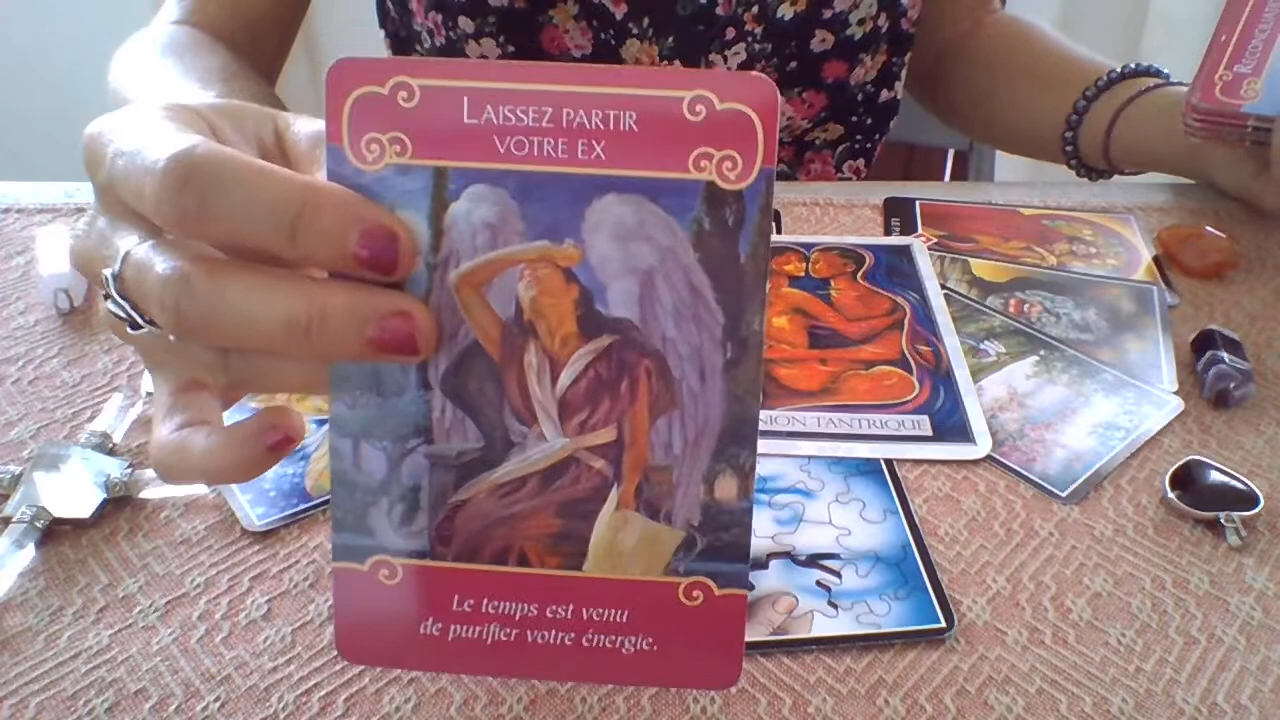 LAISSEZ PARTIR
VOTRE EX
Le temps est venu
de purifier votre énergie.
NION TANTRIQUE